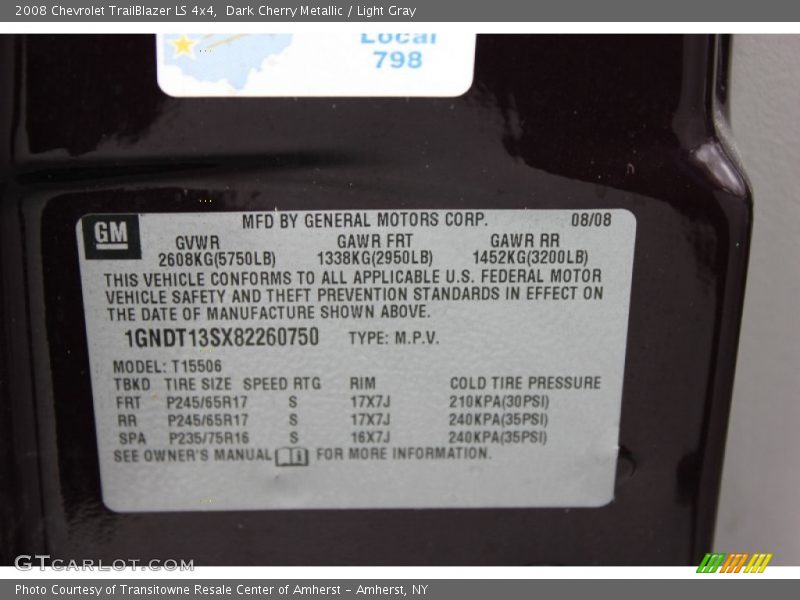 2008 Chevrolet TrailBlazer LS 4x4, Dark Cherry Metallic / Light Gray
Local
798
GM
MFD BY GENERAL MOTORS CORP. 08/08
GVWR GAWR FRT GAWR RR
2608KG(5750LB) 1338KG(2950LB) 1452KG(3200LB)
THIS VEHICLE CONFORMS TO ALL APPLICABLE U.S. FEDERAL MOTOR
VEHICLE SAFETY AND THEFT PREVENTION STANDARDS IN EFFECT ON
THE DATE OF MANUFACTURE SHOWN ABOVE.
1GNDT13SX82260750 TYPE: M.P.V.
MODEL: T15506
TBKD TIRE SIZE SPEED RTG RIM COLD TIRE PRESSURE
FRT P245/65R17 S 17X7J 210KPA(30PSI)
RR P245/65R17 S 17X7J 240KPA(35PSI)
SPA P235/75R16 S 16X7J 240KPA(35PSI)
SEE OWNER'S MANUAL FOR MORE INFORMATION.
GTCARLOT.COM
Photo Courtesy of Transitowne Resale Center of Amherst - Amherst, NY